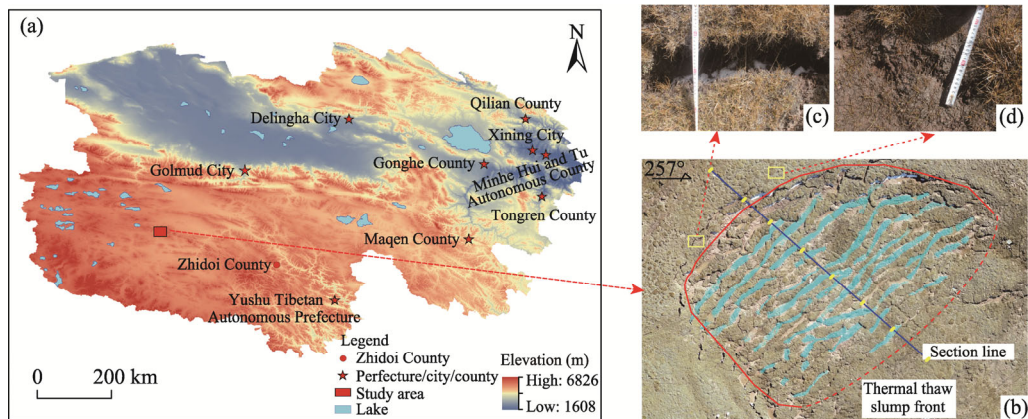 (a)
N
Qilian County
Delingha City
Xining City
Gonghe County
Minhe Hui and Tu
Autonomous County
Golmud City
Tongren County
Maqen County
Zhidoi County
Yushu Tibetan
Autonomous Prefecture
Legend
Zhidoi County
Perfecture/city/county
Study area
Lake
Elevation (m)
High: 6826
Low: 1608
0 200 km
(c)
(d)
257°
Section line
Thermal thaw
slump front
(b)